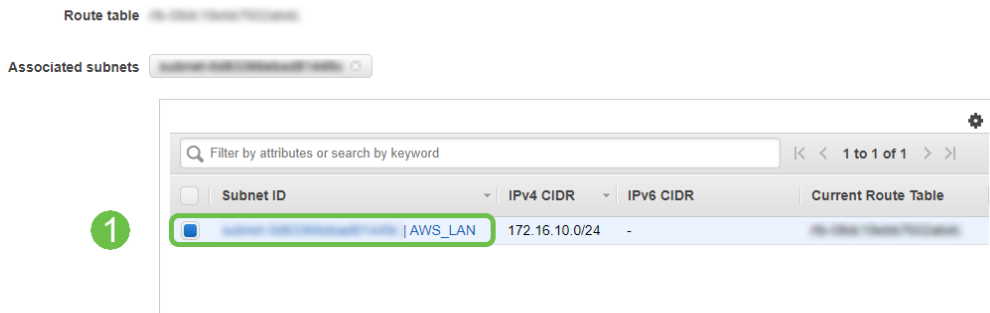 Route table
Associated subnets
Filter by attributes or search by keyword
1 to 1 of 1
Subnet ID IPv4 CIDR IPv6 CIDR Current Route Table
1 | AWS_LAN 172.16.10.0/24 -